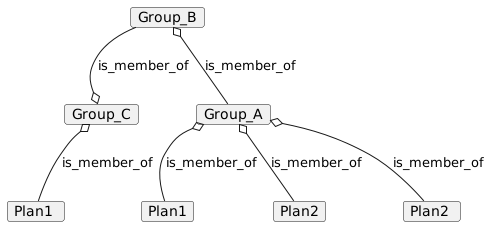 Group_B
is_member_of
is_member_of
Group_C
Group_A
is_member_of
is_member_of
is_member_of
is_member_of
Plan1
Plan1
Plan2
Plan2